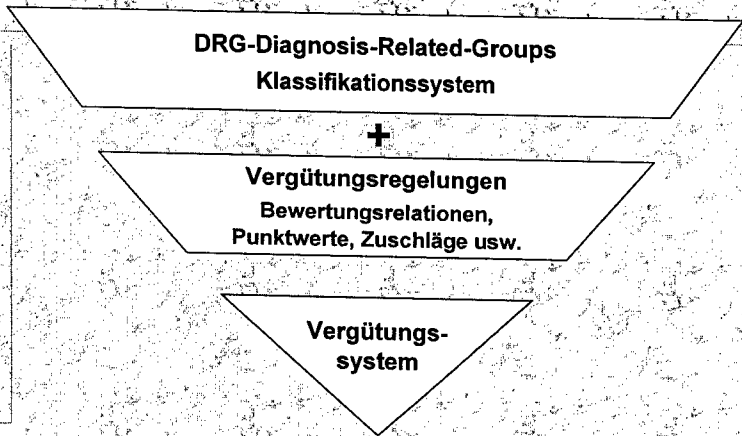 DRG-Diagnosis-Related-Groups
Klassifikationssystem
+
Vergütungsregelungen
Bewertungsrelationen,
Punktwerte, Zuschläge usw.
Vergütungs-
system